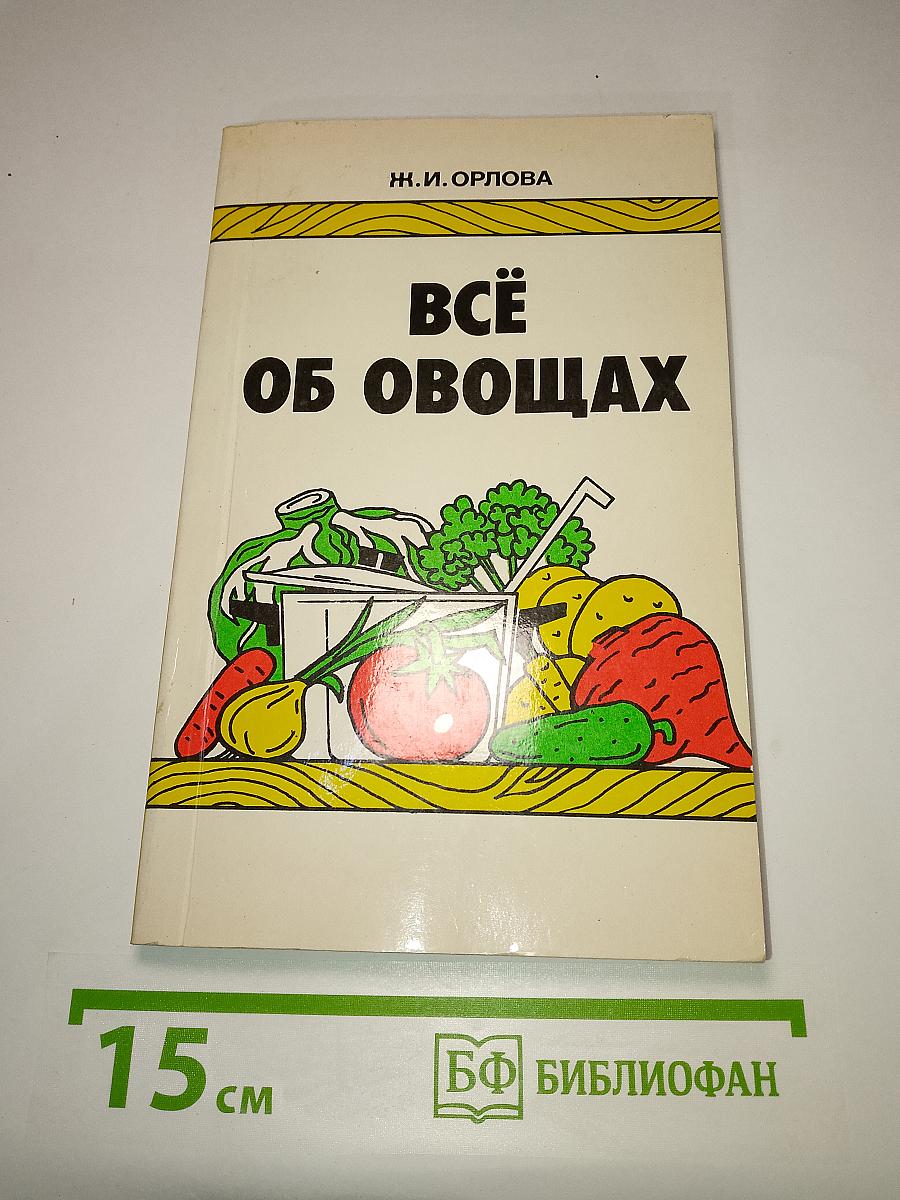 Ж.И.ОРЛОВА
ВСЁ
ОБ ОВОЩАХ
15 см
БФ БИБЛИОФАН